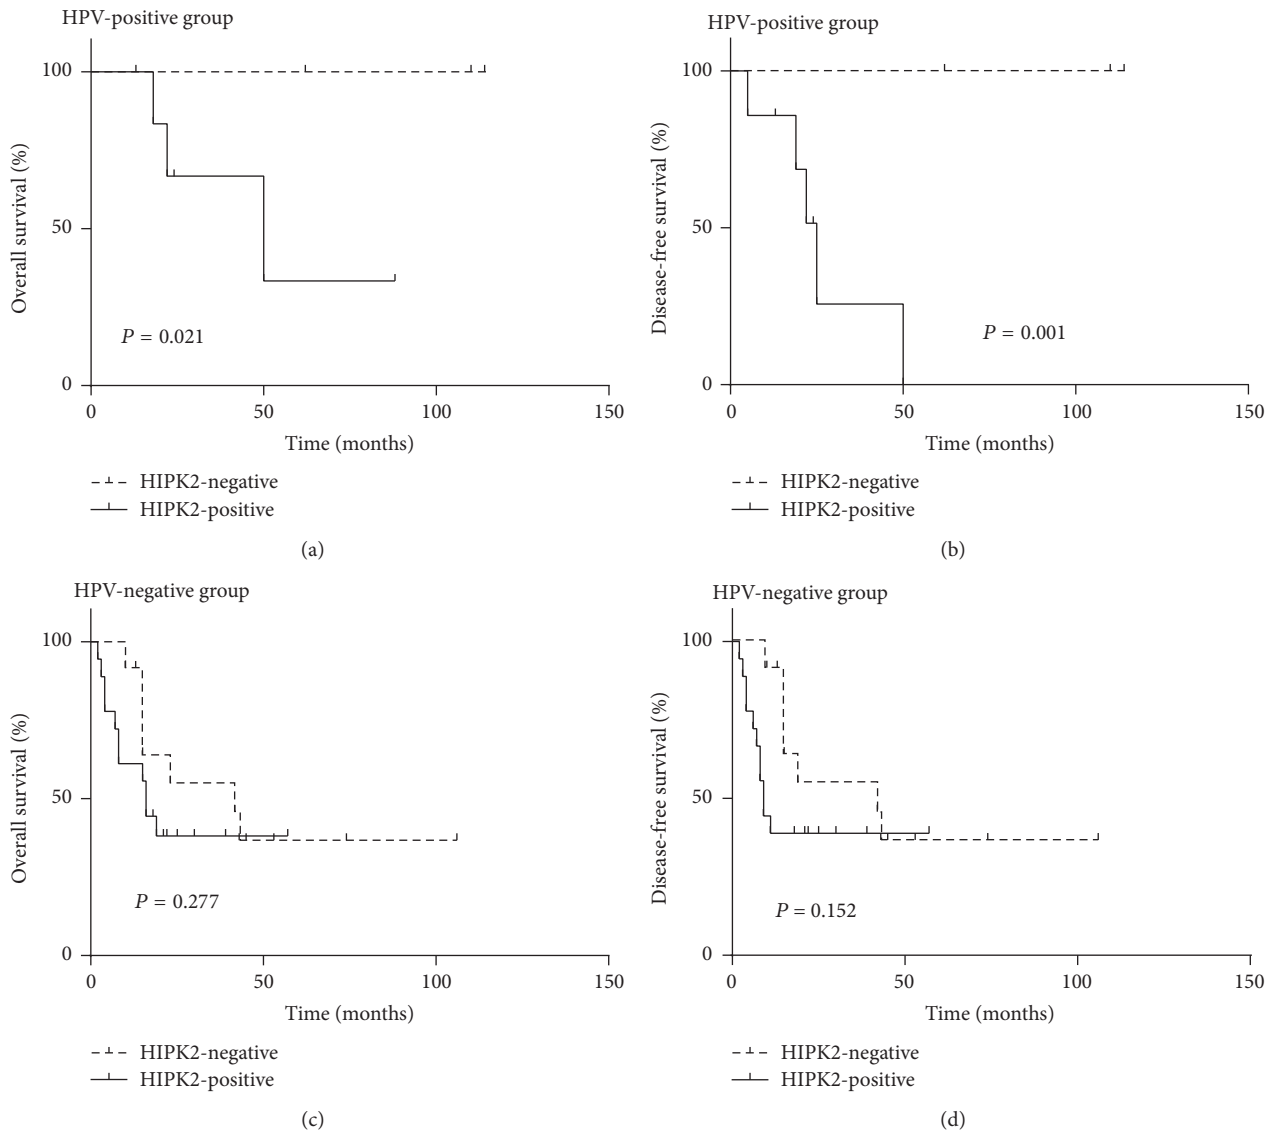 HPV-positive group
100
50
0
Overall survival (%)
P = 0.021
0 50 100 150
Time (months)
HIPK2-negative
HIPK2-positive
(a)
HPV-positive group
100
50
0
Disease-free survival (%)
P = 0.001
0 50 100 150
Time (months)
HIPK2-negative
HIPK2-positive
(b)
HPV-negative group
100
50
0
Overall survival (%)
P = 0.277
0 50 100 150
Time (months)
HIPK2-negative
HIPK2-positive
(c)
HPV-negative group
100
50
0
Disease-free survival (%)
P = 0.152
0 50 100 150
Time (months)
HIPK2-negative
HIPK2-positive
(d)